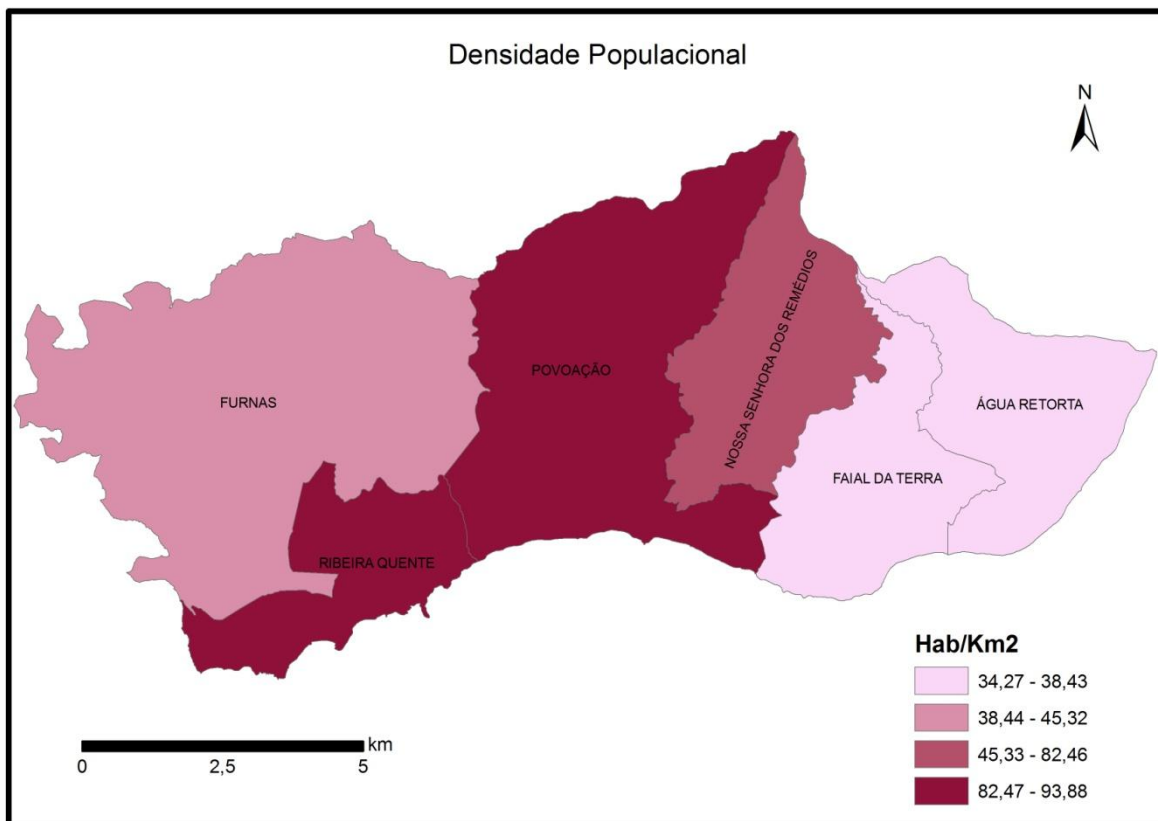 Densidade Populacional
N
NOSSA SENHORA DOS REMÉDIOS
POVOAÇÃO
FURNAS
ÁGUA RETORTA
FAIAL DA TERRA
RIBEIRA QUENTE
Hab/Km2
34,27 - 38,43
38,44 - 45,32
45,33 - 82,46
82,47 - 93,88
km
0 2,5 5